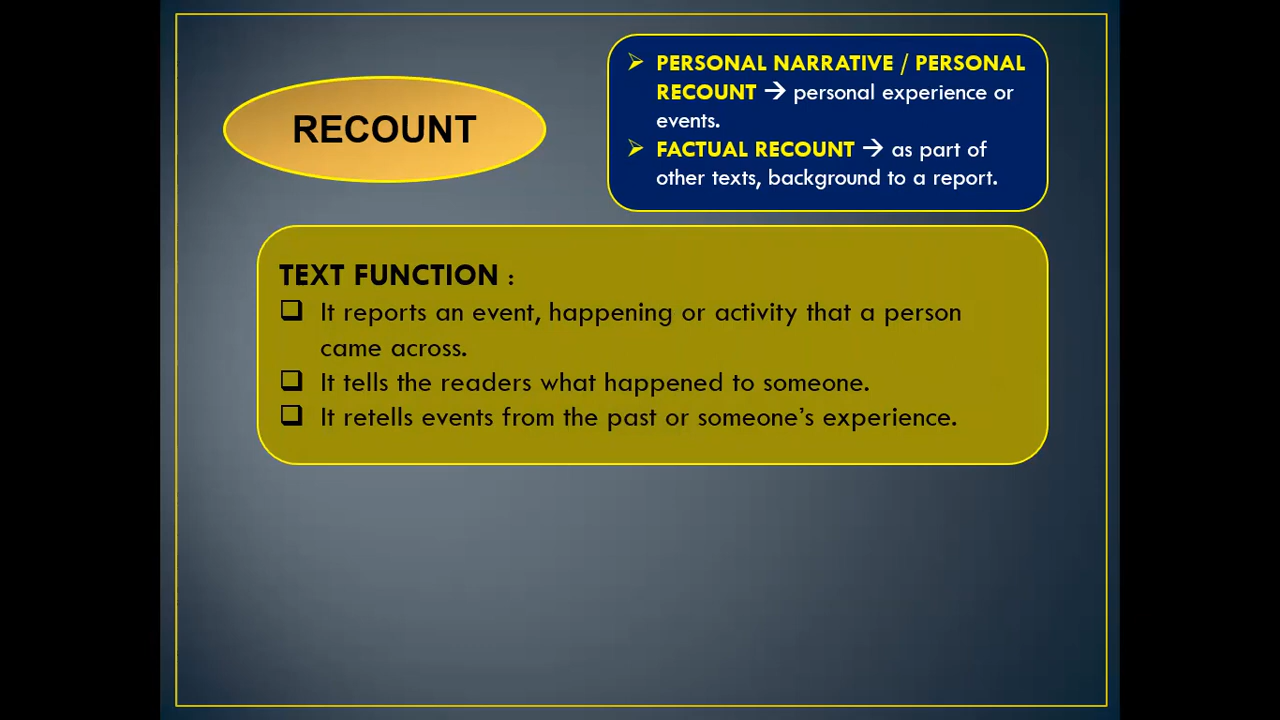 RECOUNT
➢ PERSONAL NARRATIVE / PERSONAL
RECOUNT → personal experience or
events.
➢ FACTUAL RECOUNT → as part of
other texts, background to a report.
TEXT FUNCTION :
❑ It reports an event, happening or activity that a person
came across.
❑ It tells the readers what happened to someone.
❑ It retells events from the past or someone’s experience.